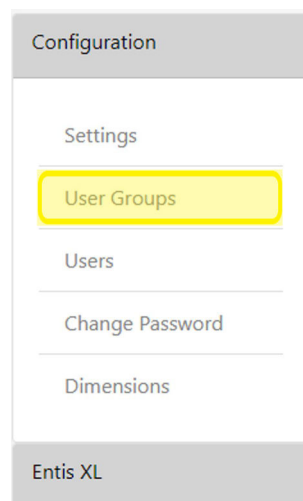 Configuration
Settings
User Groups
Users
Change Password
Dimensions
Entis XL